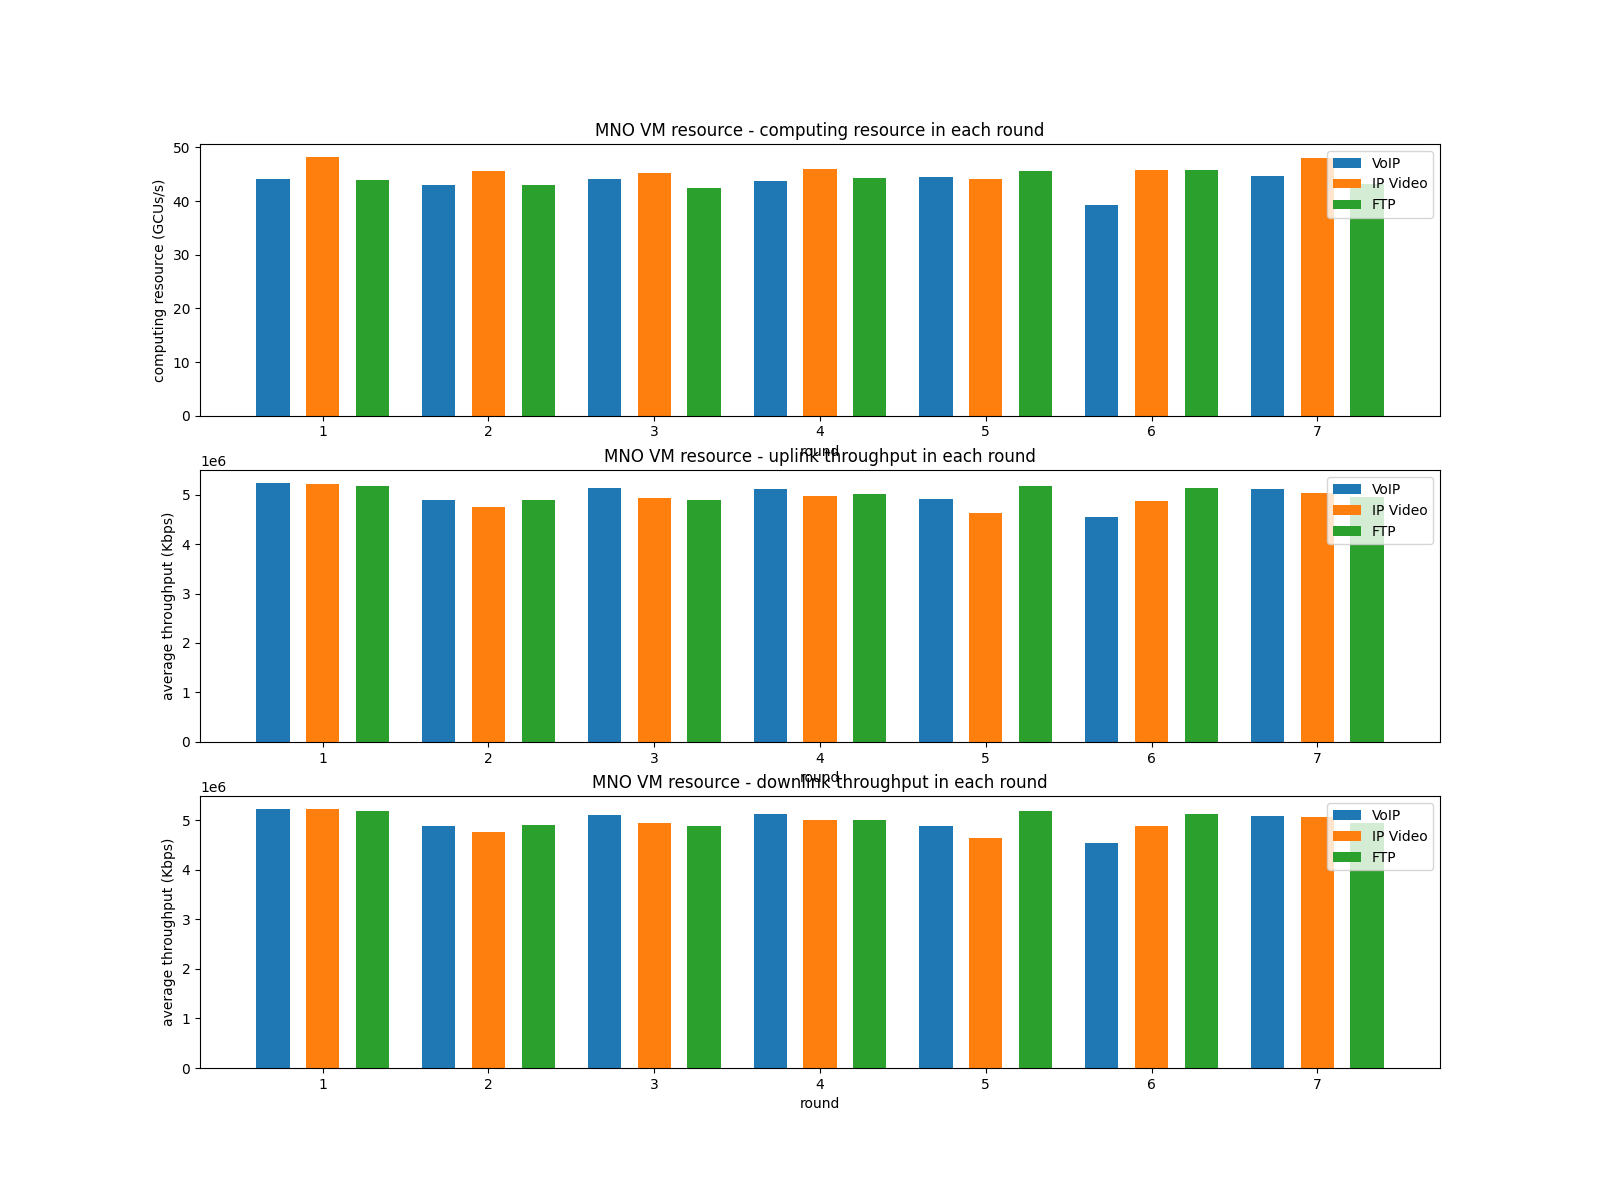 MNO VM resource - computing resource in each round
computing resource (GCUs/s)
50
40
30
20
10
0
VoIP
IP Video
FTP
1 2 3 4 5 6 7
round
MNO VM resource - uplink throughput in each round
1e6
average throughput (Kbps)
5
4
3
2
1
0
VoIP
IP Video
FTP
1 2 3 4 5 6 7
round
MNO VM resource - downlink throughput in each round
1e6
average throughput (Kbps)
5
4
3
2
1
0
VoIP
IP Video
FTP
1 2 3 4 5 6 7
round